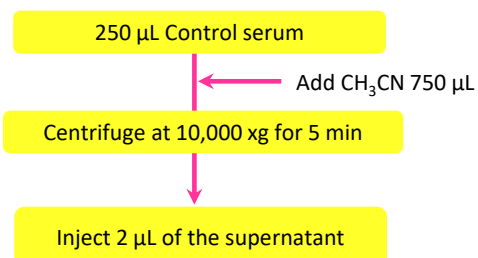 250 µL Control serum
Add CH₃CN 750 µL
Centrifuge at 10,000 xg for 5 min
Inject 2 µL of the supernatant